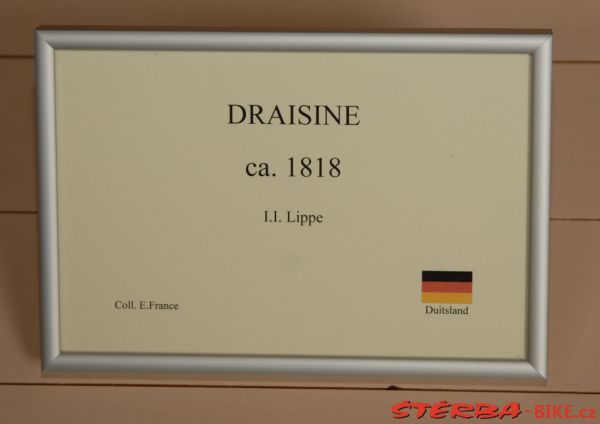 DRAISINE
ca. 1818
I.I. Lippe
Coll. E.France
Duitsland
ŠTĚRBA-BIKE.cz